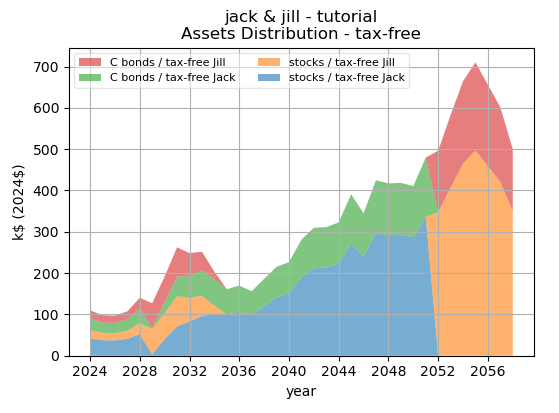 jack & jill - tutorial
Assets Distribution - tax-free
C bonds / tax-free Jill
C bonds / tax-free Jack
stocks / tax-free Jill
stocks / tax-free Jack
k$ (2024$)
700
600
500
400
300
200
100
0
2024 2028 2032 2036 2040 2044 2048 2052 2056
year